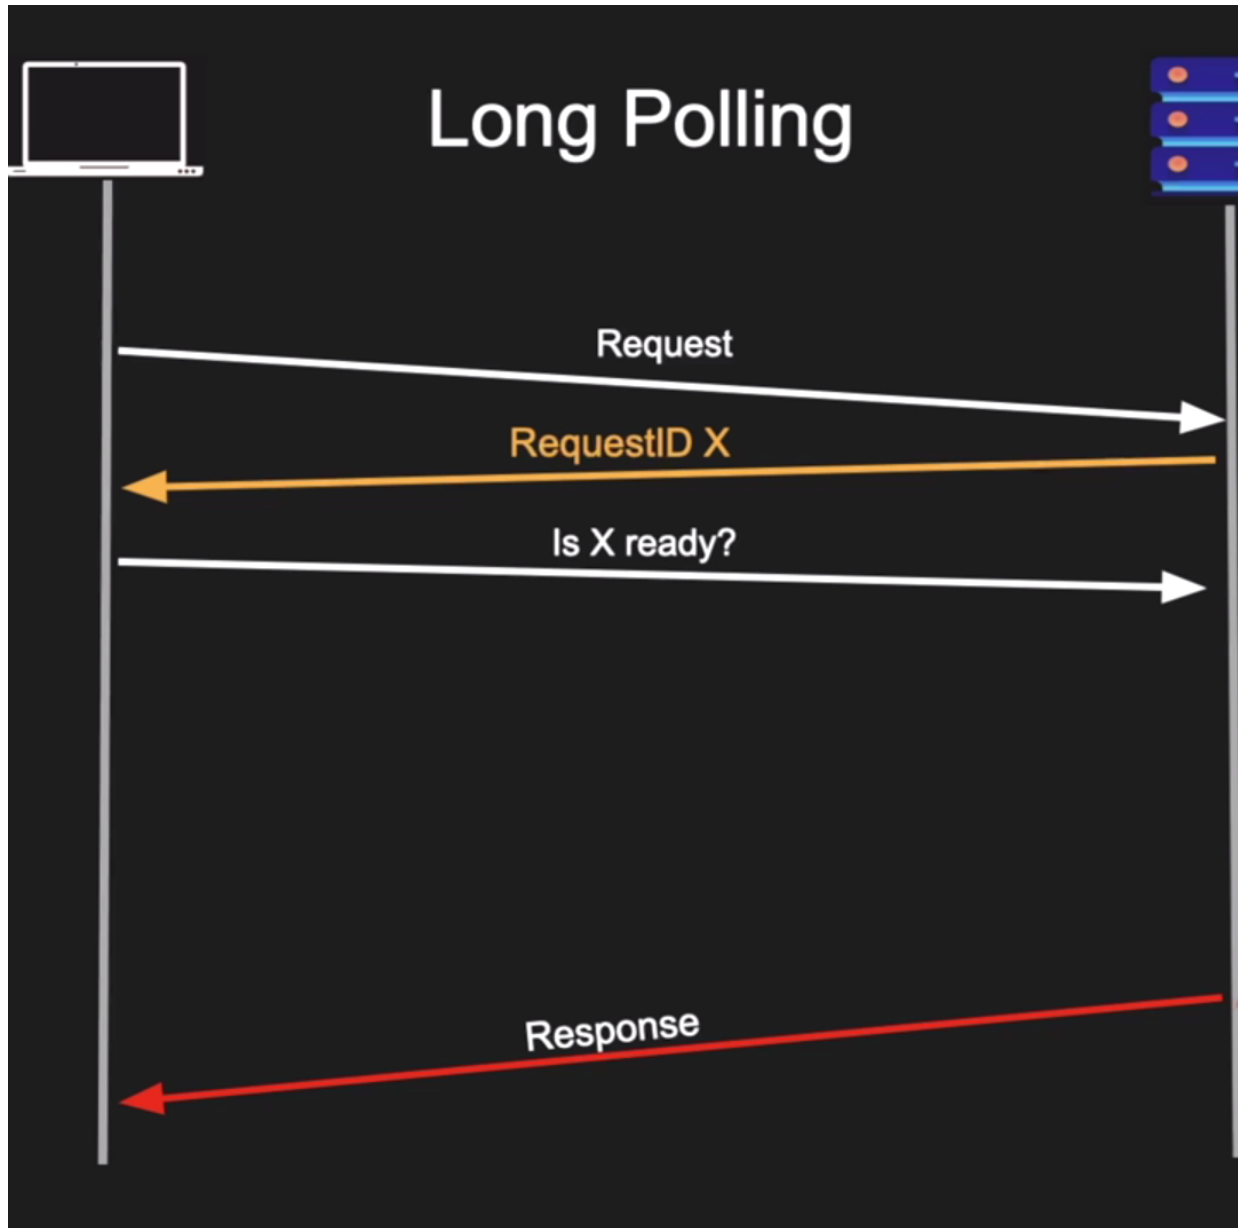 Long Polling
Request
RequestID X
Is X ready?
Response